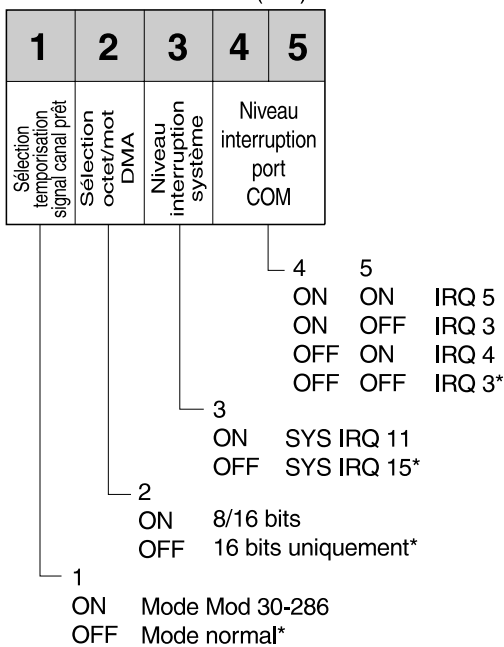 1 2 3 4 5
Sélection
temporisation
signal canal prêt
Sélection
octet/mot
DMA
Niveau
interruption
système
Niveau
interruption
port
COM
4 5
ON ON IRQ 5
ON OFF IRQ 3
OFF ON IRQ 4
OFF OFF IRQ 3*
3
ON SYS IRQ 11
OFF SYS IRQ 15*
2
ON 8/16 bits
OFF 16 bits uniquement*
1
ON Mode Mod 30-286
OFF Mode normal*